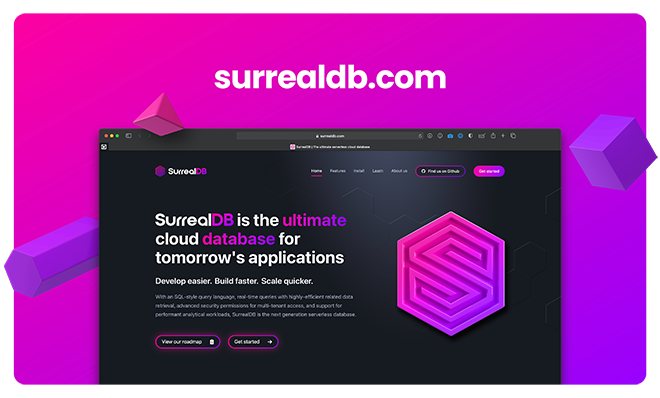 surrealdb.com
surrealdb.com
SurrealDB | The ultimate serverless cloud database
SurrealDB
Home Features Install Learn About us Find us on Github Get started
SurrealDB is the ultimate
cloud database for
tomorrow's applications
Develop easier. Build faster. Scale quicker.
With an SQL-style query language, real-time queries with highly-efficient related data
retrieval, advanced security permissions for multi-tenant access, and support for
performant analytical workloads, SurrealDB is the next generation serverless database.
View our roadmap Get started